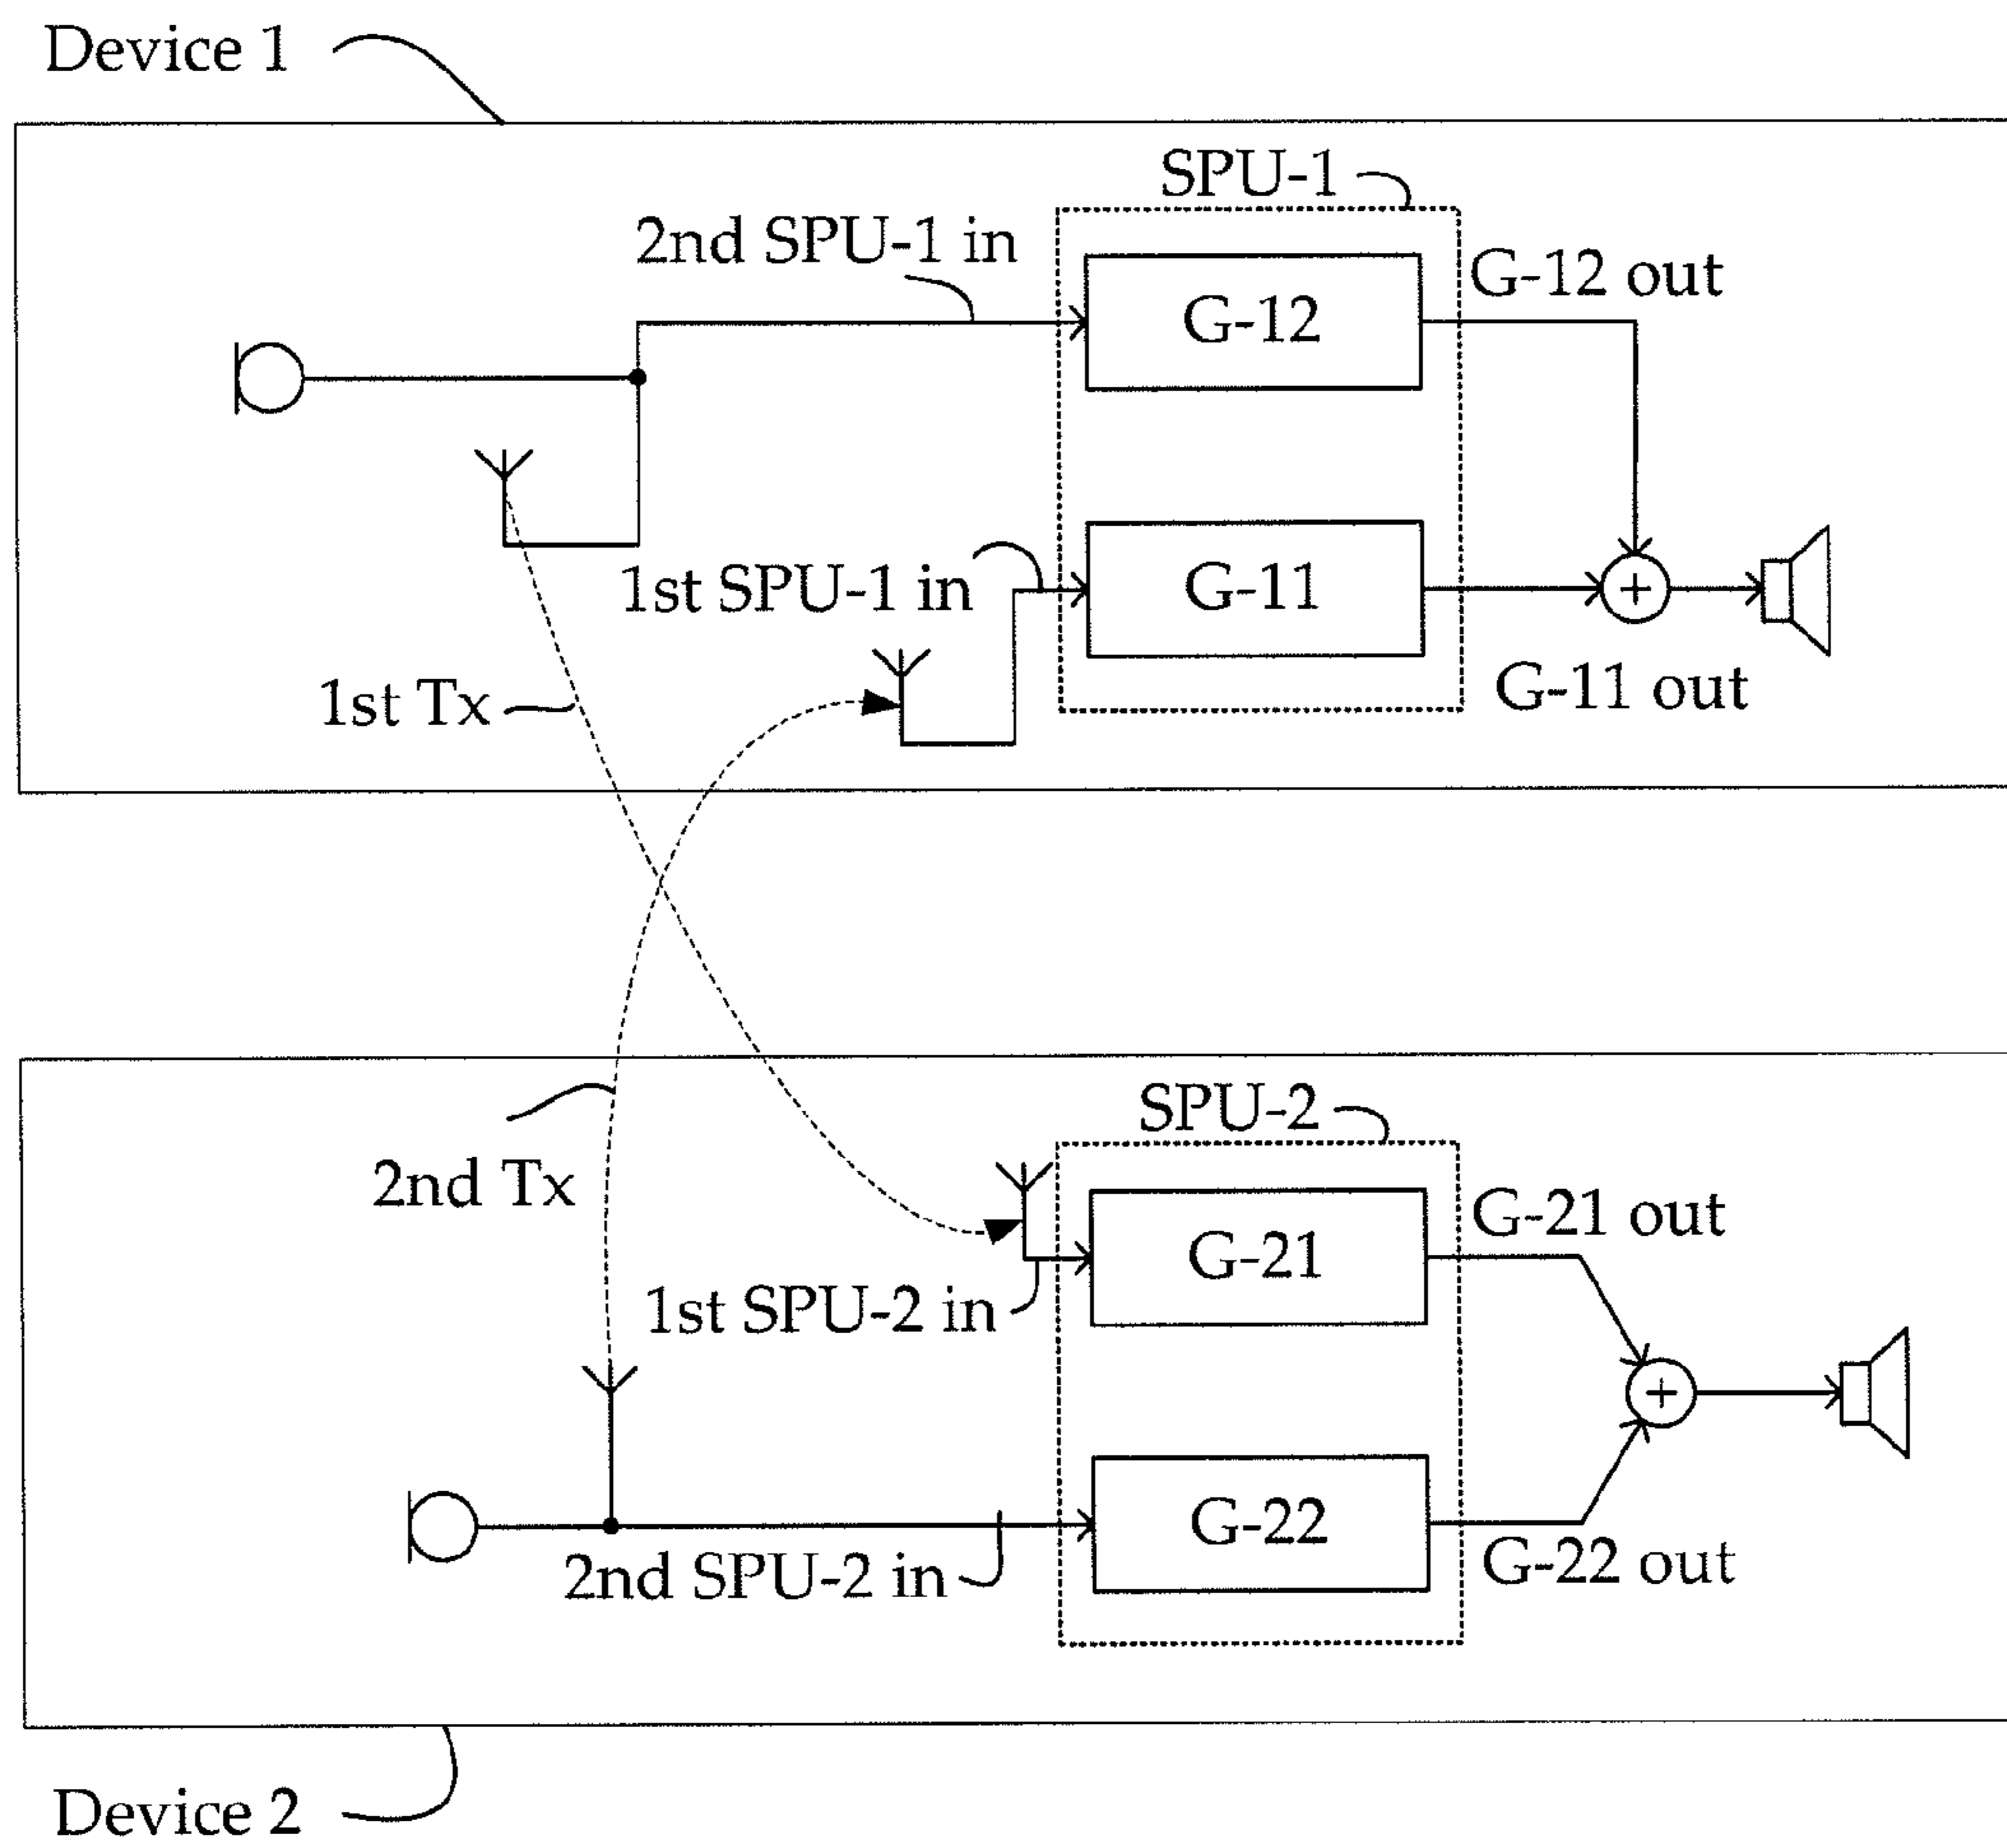 Device 1
SPU-1
2nd SPU-1 in
G-12
G-12 out
1st SPU-1 in
G-11
+
G-11 out
1st Tx
SPU-2
2nd Tx
G-21
G-21 out
1st SPU-2 in
+
G-22
2nd SPU-2 in
G-22 out
Device 2